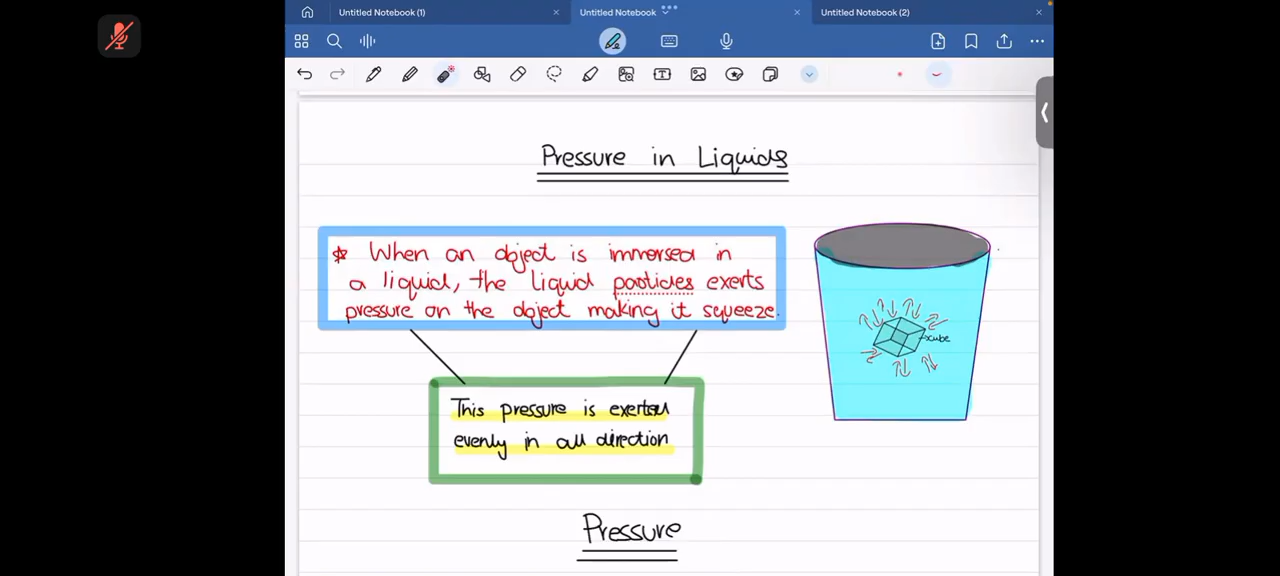 Untitled Notebook (1)
Untitled Notebook
Untitled Notebook (2)
Pressure in Liquids
* When an object is immersed in
a liquid, the liquid particles exerts
pressure on the object making it squeeze.
cube
This pressure is exerted
evenly in all direction
Pressure